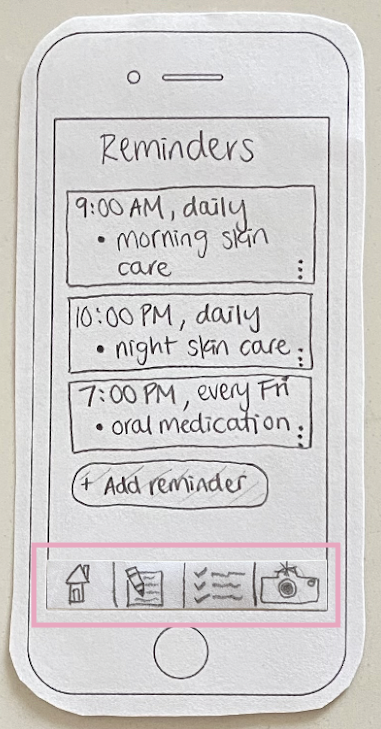 Reminders
9:00 AM, daily
• morning skin
care
10:00 PM, daily
• night skin care
7:00 PM, every Fri
• oral medication
+ Add reminder